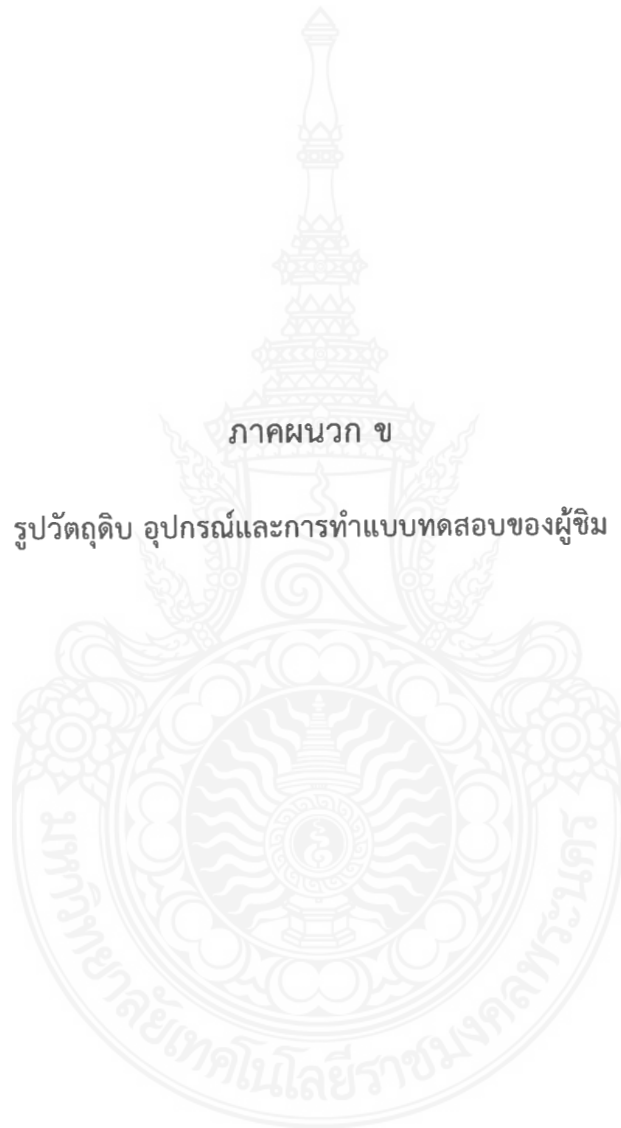 ภาคผนวก ข
รูปวัตถุดิบ อุปกรณ์และการทำแบบทดสอบของผู้ชิม
มหาวิทยาลัยเทคโนโลยีราชมงคลพระนคร